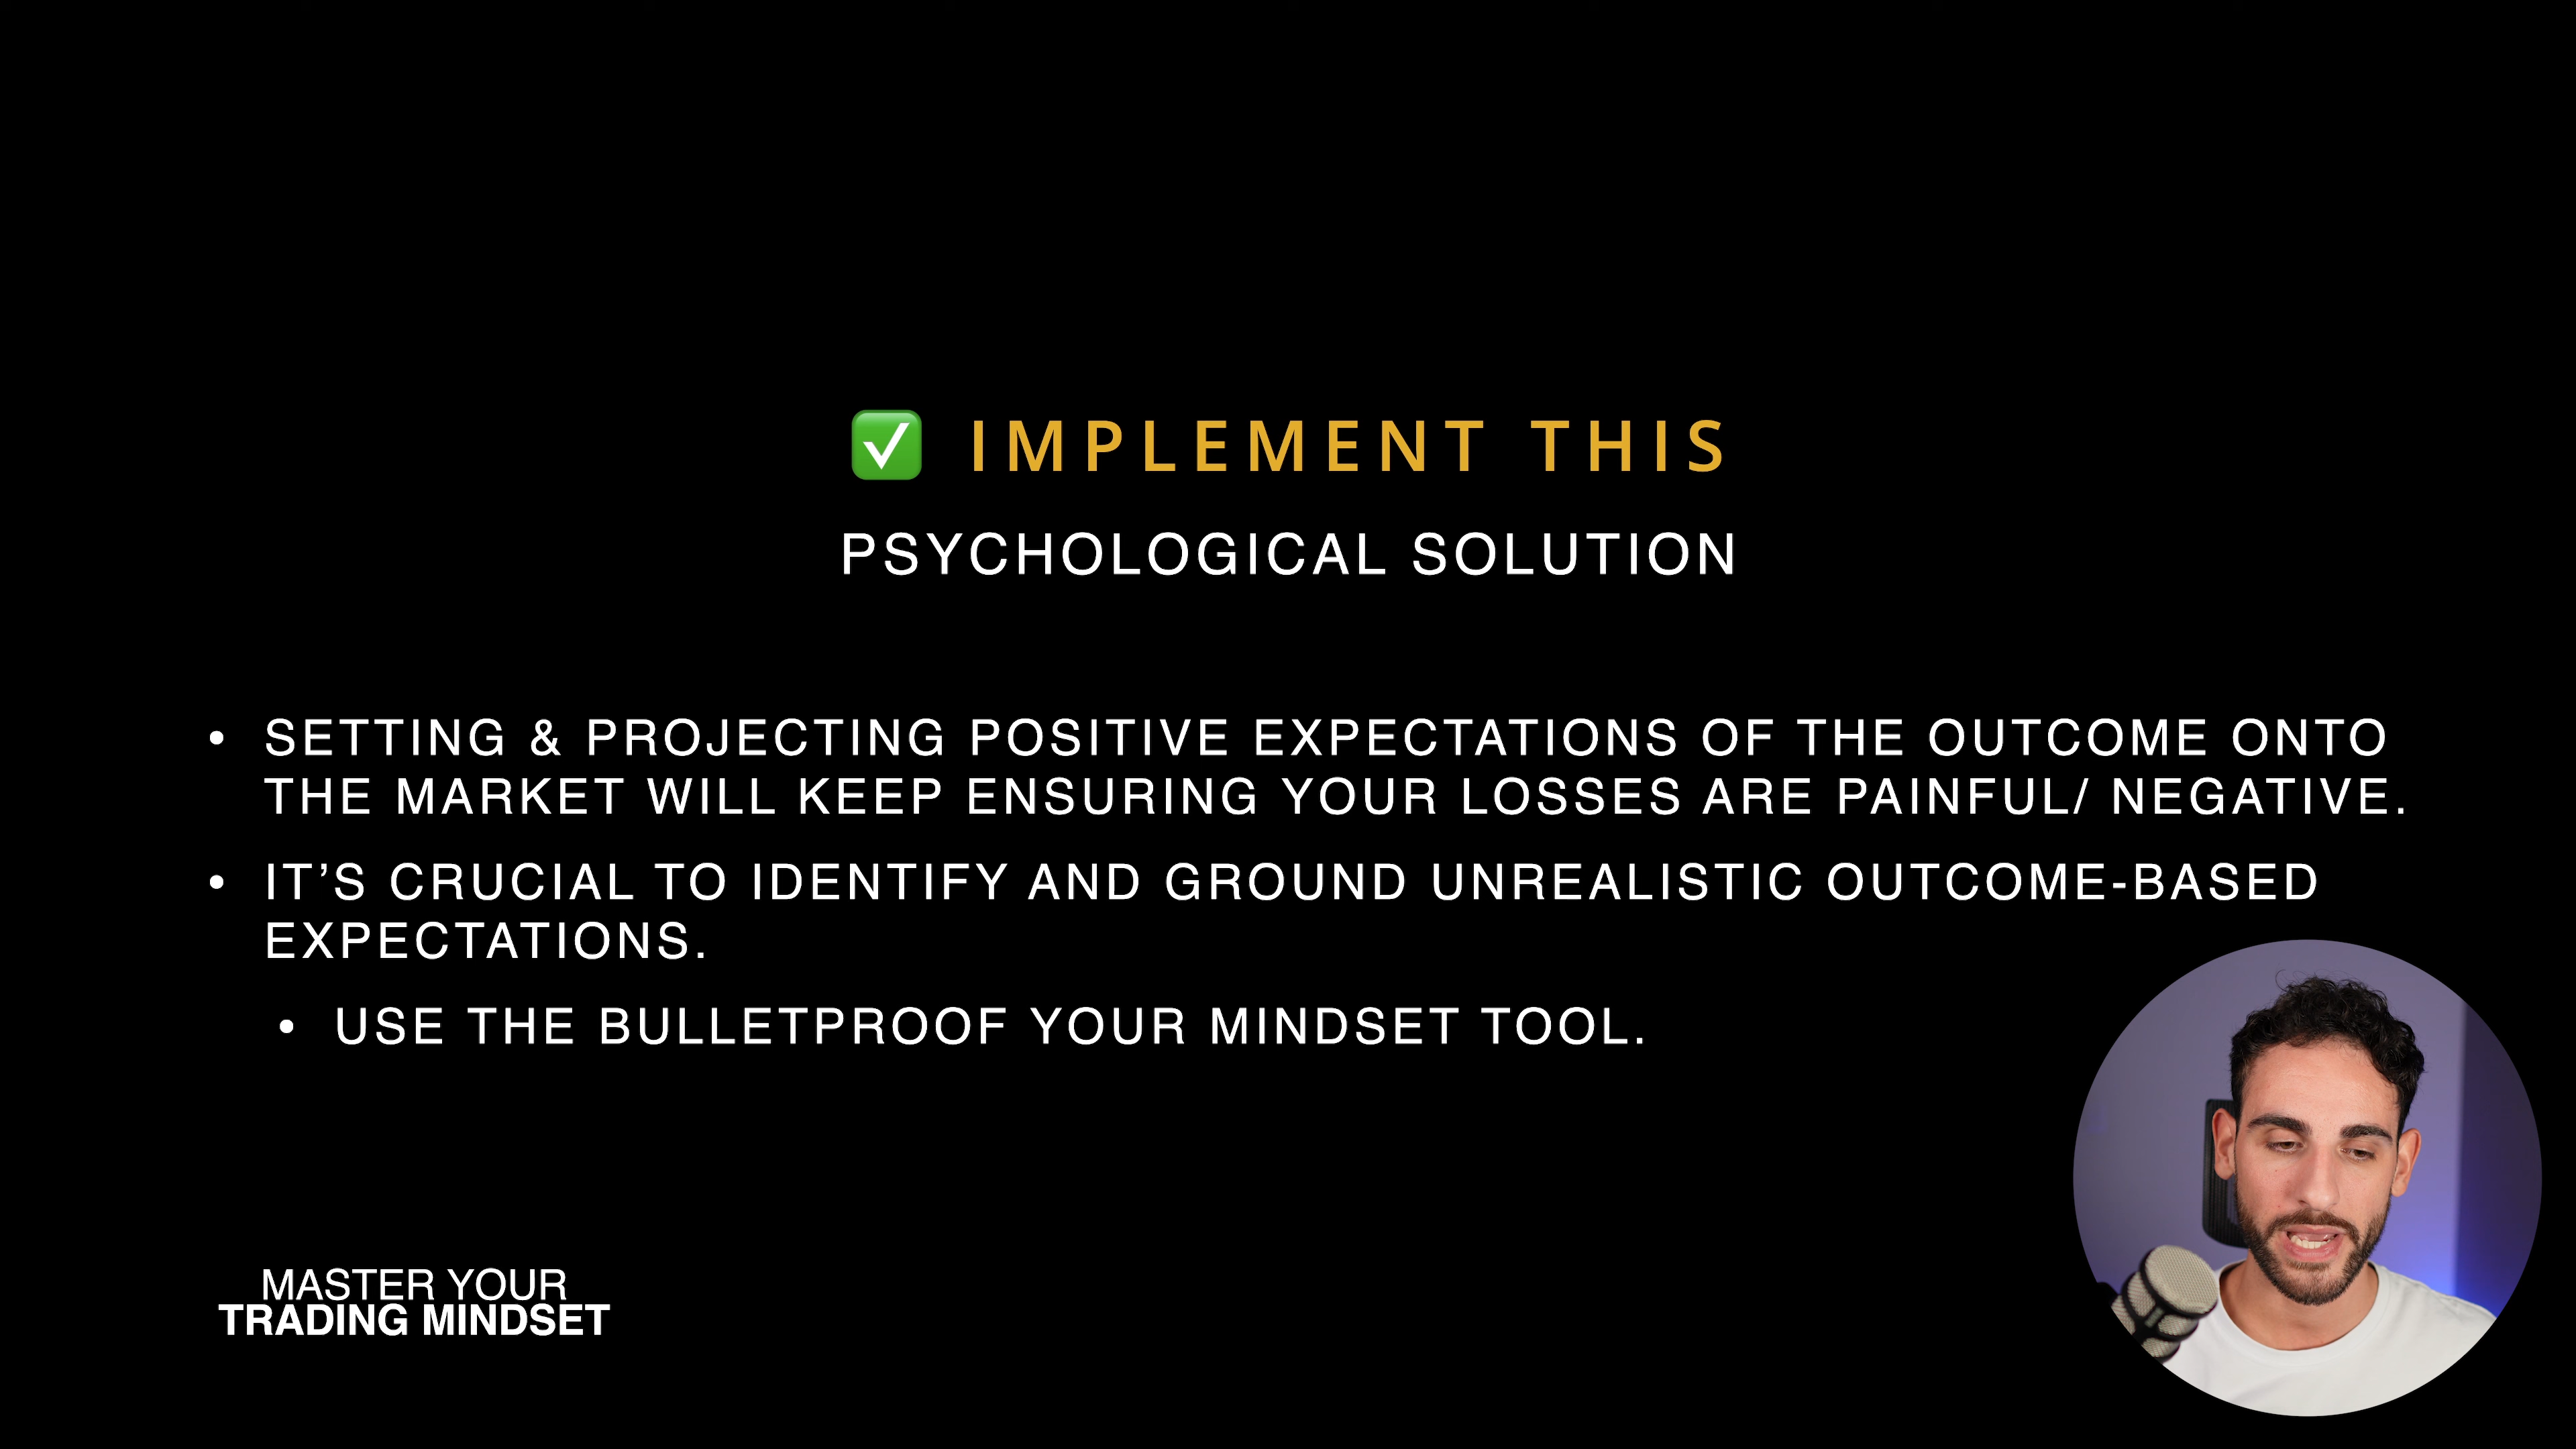 ✅ IMPLEMENT THIS
PSYCHOLOGICAL SOLUTION
• SETTING & PROJECTING POSITIVE EXPECTATIONS OF THE OUTCOME ONTO
THE MARKET WILL KEEP ENSURING YOUR LOSSES ARE PAINFUL/ NEGATIVE.
• IT’S CRUCIAL TO IDENTIFY AND GROUND UNREALISTIC OUTCOME-BASED
EXPECTATIONS.
• USE THE BULLETPROOF YOUR MINDSET TOOL.
MASTER YOUR
TRADING MINDSET